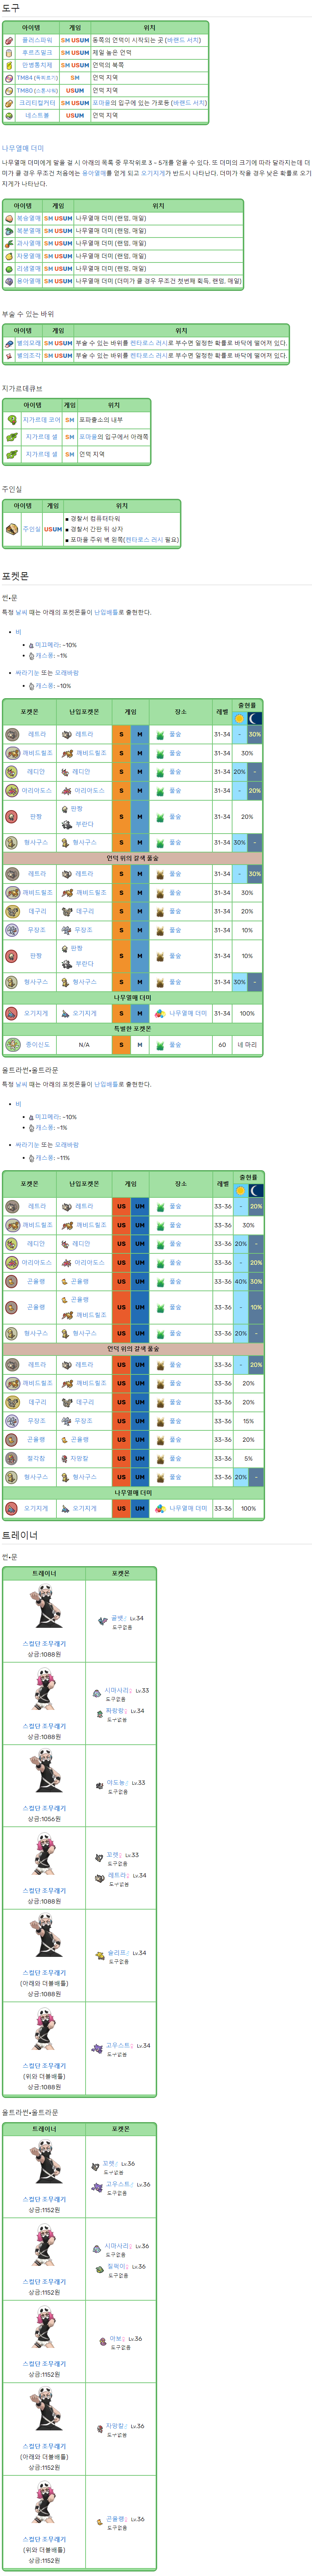 도구
아이템 게임 위치
플러스파워 SM USUM 동쪽의 언덕이 시작되는 곳 (바랜드 서치)
후르츠밀크 SM USUM 제일 높은 언덕
만병통치제 SM USUM 언덕의 북쪽
TM84 SM 언덕 지역
TM80 USUM 언덕 지역
크리티컬커터 SM USUM 포마을의 입구에 있는 가로등 (바랜드 서치)
네스트볼 USUM 언덕 지역
나무열매 더미
나무열매 더미에게 말을 걸 시 아래의 목록 중 무작위로 3 ~ 5개를 얻을 수 있다. 또 더미의 크기에 따라 달라지는데 더
미가 클 경우 무조건 처음에는 용아열매를 얻게 되고 오기지게가 반드시 나타난다. 더미가 작을 경우 낮은 확률로 오기
지게가 나타난다.
아이템 게임 위치
복숭열매 SM USUM 나무열매 더미 (랜덤, 매일)
복분열매 SM USUM 나무열매 더미 (랜덤, 매일)
과사열매 SM USUM 나무열매 더미 (랜덤, 매일)
자뭉열매 SM USUM 나무열매 더미 (랜덤, 매일)
리샘열매 SM USUM 나무열매 더미 (랜덤, 매일)
용아열매 SM USUM 나무열매 더미 (더미가 클 경우 무조건 첫번째 획득, 랜덤, 매일)
부술 수 있는 바위
아이템 게임 위치
별의모래 SM USUM 부술 수 있는 바위를 켄타로스 러시로 부수면 일정한 확률로 바닥에 떨어져 있다.
별의조각 SM USUM 부술 수 있는 바위를 켄타로스 러시로 부수면 일정한 확률로 바닥에 떨어져 있다.
지가르데큐브
아이템 게임 위치
지가르데 코어 SM 포파출소의 내부
지가르데 셀 SM 포마을의 입구에서 아래쪽
지가르데 셀 SM 언덕 지역
주인실
아이템 게임 위치
주인실 USUM
경찰서 컴퓨터타워
경찰서 간판 뒤 상자
포마을 주위 벽 왼쪽(켄타로스 러시 필요)
포켓몬
썬•문
특정 날씨 때는 아래의 포켓몬들이 난입배틀로 출현한다.
비
미끄메라: ~10%
캐스퐁: ~1%
싸라기눈 또는 모래바람
캐스퐁: ~10%
포켓몬 난입포켓몬 게임 장소 레벨 출현률
레트라 레트라 S M 풀숲 31-34 - 30%
깨비드릴조 깨비드릴조 S M 풀숲 31-34 30%
레디안 레디안 S M 풀숲 31-34 20% -
아리아도스 아리아도스 S M 풀숲 31-34 - 20%
판짱 판짱 부란다 S M 풀숲 31-34 20%
형사구스 형사구스 S M 풀숲 31-34 30% -
언덕 위의 갈색 풀숲
레트라 레트라 S M 풀숲 31-34 - 30%
깨비드릴조 깨비드릴조 S M 풀숲 31-34 30%
데구리 데구리 S M 풀숲 31-34 20%
무장조 무장조 S M 풀숲 31-34 10%
판짱 판짱 부란다 S M 풀숲 31-34 10%
형사구스 형사구스 S M 풀숲 31-34 30% -
나무열매 더미
오기지게 오기지게 S M 나무열매 더미 31-34 100%
특별한 포켓몬
N/A S M 풀숲 60 네 마리
울트라썬•울트라문
특정 날씨 때는 아래의 포켓몬들이 난입배틀로 출현한다.
비
미끄메라: ~10%
캐스퐁: ~1%
싸라기눈 또는 모래바람
캐스퐁: ~11%
포켓몬 난입포켓몬 게임 장소 레벨 출현률
레트라 레트라 US UM 풀숲 33-36 - 20%
깨비드릴조 깨비드릴조 US UM 풀숲 33-36 30%
레디안 레디안 US UM 풀숲 33-36 20% -
아리아도스 아리아도스 US UM 풀숲 33-36 - 20%
곤율랭 곤율랭 US UM 풀숲 33-36 40% 30%
곤율랭 곤율랭 깨비드릴조 US UM 풀숲 33-36 - 10%
형사구스 형사구스 US UM 풀숲 33-36 20% -
언덕 위의 갈색 풀숲
레트라 레트라 US UM 풀숲 33-36 - 20%
깨비드릴조 깨비드릴조 US UM 풀숲 33-36 20%
데구리 데구리 US UM 풀숲 33-36 20%
무장조 무장조 US UM 풀숲 33-36 15%
곤율랭 곤율랭 US UM 풀숲 33-36 20%
절각참 자망칼 US UM 풀숲 33-36 5%
형사구스 형사구스 US UM 풀숲 33-36 20% -
나무열매 더미
오기지게 오기지게 US UM 나무열매 더미 33-36 100%
트레이너
썬•문
트레이너 포켓몬
골뱃♂ Lv.34
도구없음
스컬단 조무래기
상금:1088원
시마사리♀ Lv.33
도구없음
파랑랑♀ Lv.34
도구없음
스컬단 조무래기
상금:1088원
야도뇽♂ Lv.33
도구없음
스컬단 조무래기
상금:1056원
꼬렛♀ Lv.33
도구없음
레트라♀ Lv.34
도구없음
스컬단 조무래기
상금:1088원
슬리프♂ Lv.34
도구없음
스컬단 조무래기
(아래와 더블배틀)
상금:1088원
고우스트♀ Lv.34
도구없음
스컬단 조무래기
(위와 더블배틀)
상금:1088원
울트라썬•울트라문
트레이너 포켓몬
꼬렛♂ Lv.36
도구없음
고우스트♂ Lv.36
도구없음
스컬단 조무래기
상금:1152원
시마사리♀ Lv.36
도구없음
질퍽이♀ Lv.36
도구없음
스컬단 조무래기
상금:1152원
아보♀ Lv.36
도구없음
스컬단 조무래기
상금:1152원
자망칼♂ Lv.36
도구없음
스컬단 조무래기
(아래와 더블배틀)
상금:1152원
곤율랭♀ Lv.36
도구없음
스컬단 조무래기
(위와 더블배틀)
상금:1152원